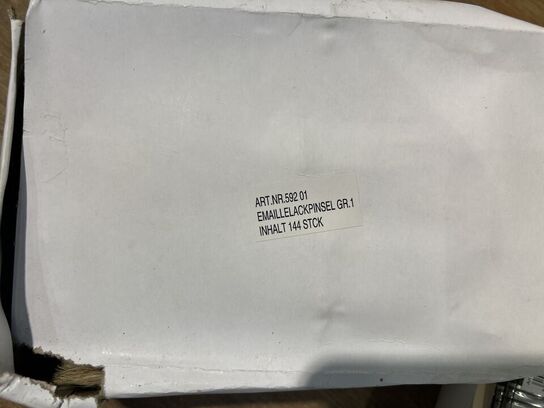 ART.NR.592 01
EMAILLELACKPINSEL GR.1
INHALT 144 STCK